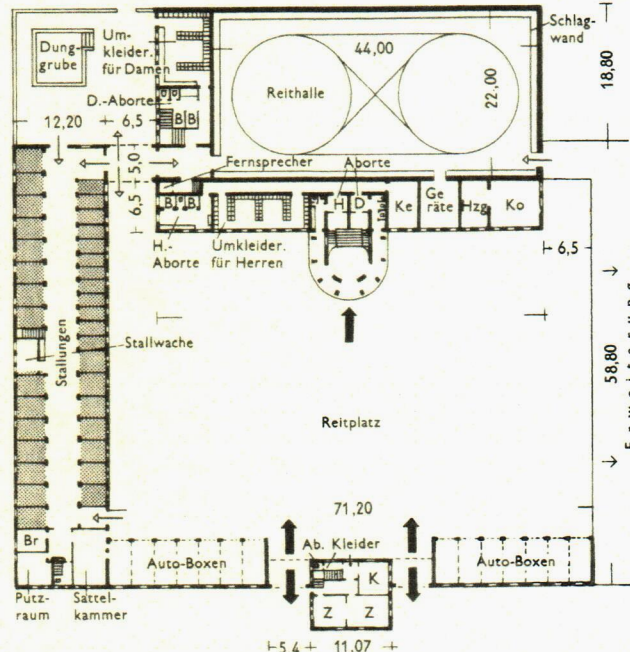 Dung-
grube
Um-
kleider.
für Damen
Schlag-
wand
44,00
22,00
18,80
Reithalle
D.-Aborte
12,20
6,5
B B
5,0
Fernsprecher
Aborte
6,5
B B
H D
Ke
Ge
räte
Hzg
Ko
H.-
Aborte
Umkleider.
für Herren
6,5
Stallwache
Stallungen
58,80
Erweiterung
Reitplatz
71,20
Br
Ab. Kleider
Auto-Boxen
Auto-Boxen
K
Z Z
Putz-
raum
Sattel-
kammer
5,4
11,07